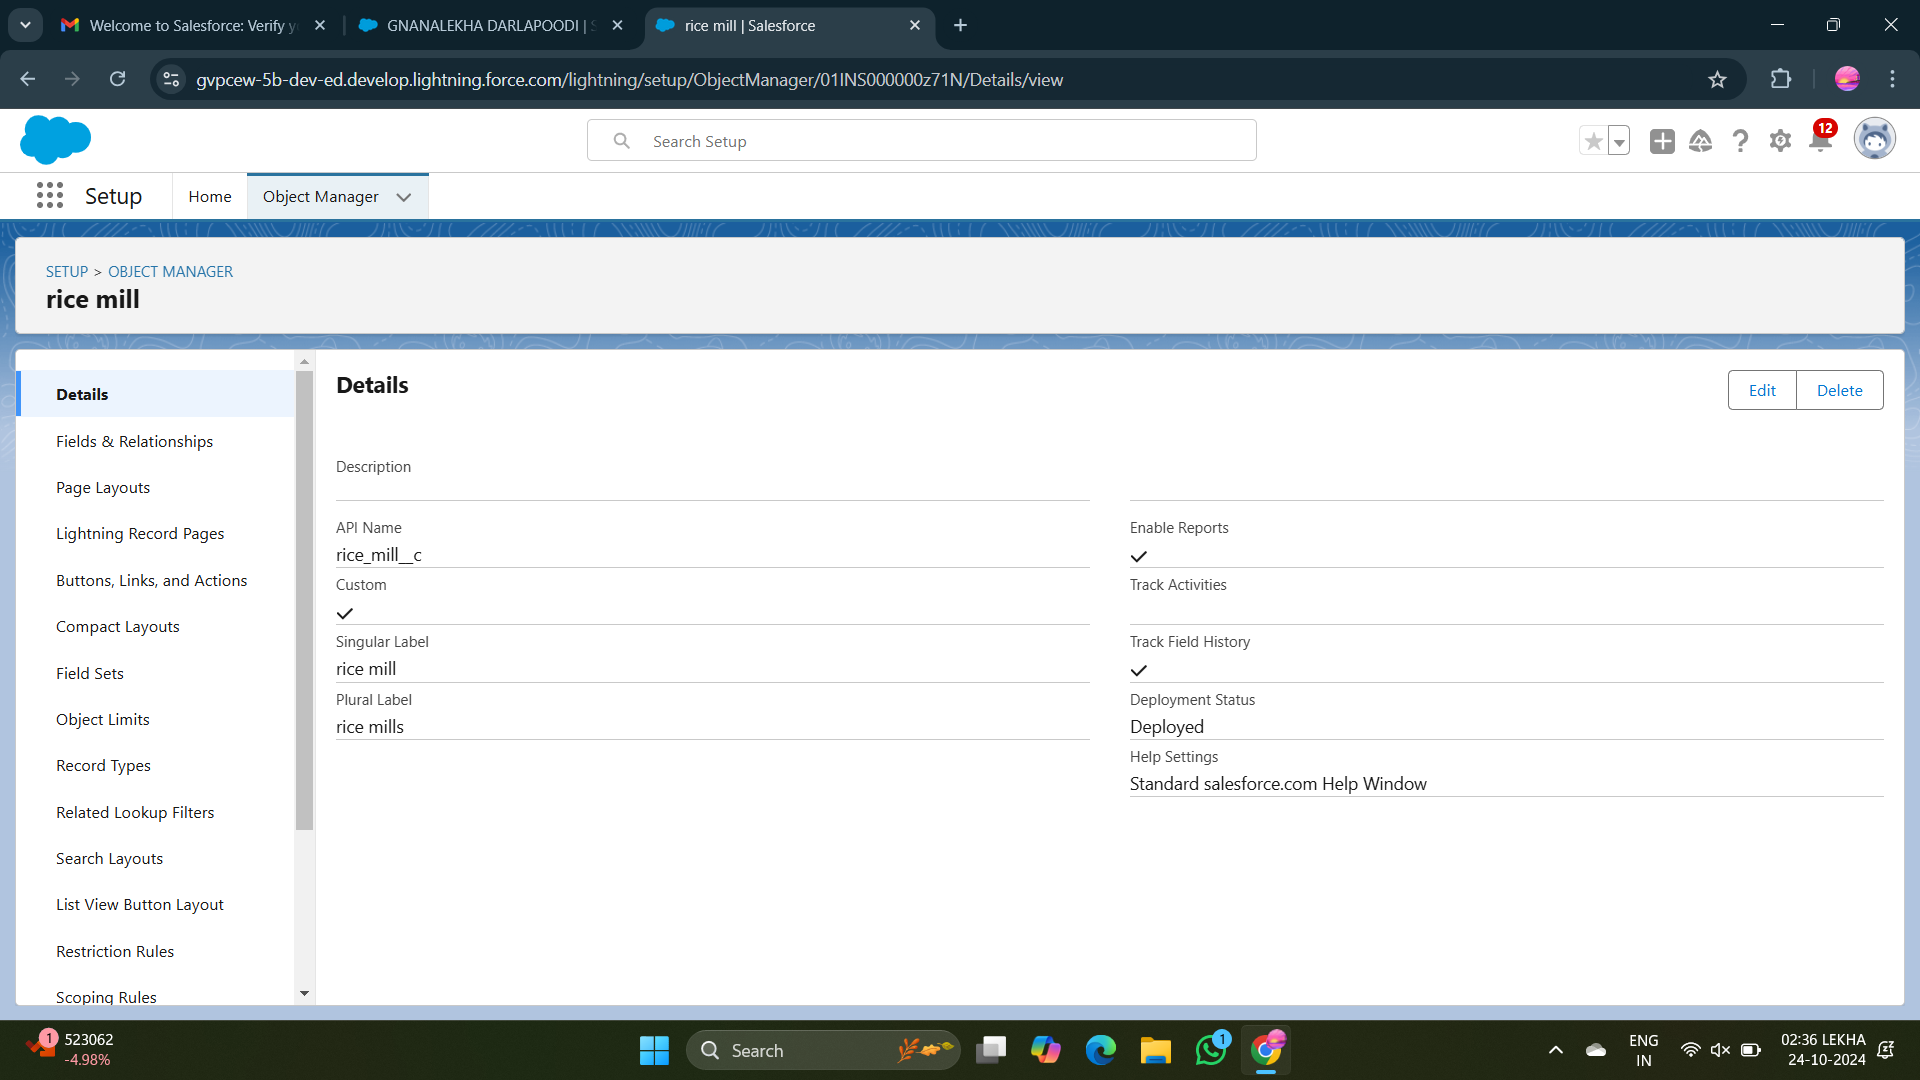 Welcome to Salesforce: Verify y
GNANALEKHA DARLAPOODI | S
rice mill | Salesforce
gvpcew-5b-dev-ed.develop.lightning.force.com/lightning/setup/ObjectManager/01INS000000z71N/Details/view
Search Setup
12
Setup
Home
Object Manager
SETUP > OBJECT MANAGER
rice mill
Details
Fields & Relationships
Page Layouts
Lightning Record Pages
Buttons, Links, and Actions
Compact Layouts
Field Sets
Object Limits
Record Types
Related Lookup Filters
Search Layouts
List View Button Layout
Restriction Rules
Scoping Rules
Details
Edit
Delete
Description
API Name
rice_mill__c
Custom
Singular Label
rice mill
Plural Label
rice mills
Enable Reports
Track Activities
Track Field History
Deployment Status
Deployed
Help Settings
Standard salesforce.com Help Window
1
523062
-4.98%
Search
1
ENG
IN
02:36 LEKHA
24-10-2024